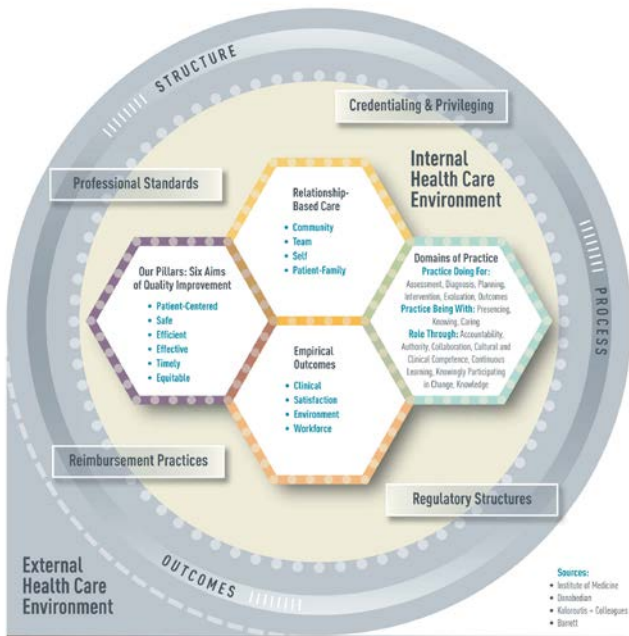 STRUCTURE
Credentialing & Privileging
Internal
Health Care
Environment
Professional Standards
Relationship-
Based Care
• Community
• Team
• Self
• Patient-Family
Our Pillars: Six Aims
of Quality Improvement
• Patient-Centered
• Safe
• Efficient
• Effective
• Timely
• Equitable
Domains of Practice
Practice Doing For:
Assessment, Diagnosis, Planning,
Intervention, Evaluation, Outcomes
Practice Being With: Presencing,
Knowing, Caring
Role Through: Accountability,
Authority, Collaboration, Cultural and
Clinical Competence, Continuous
Learning, Knowingly Participating
in Change, Knowledge
PROCESS
Empirical
Outcomes
• Clinical
• Satisfaction
• Environment
• Workforce
Reimbursement Practices
Regulatory Structures
External
Health Care
Environment
OUTCOMES
Sources:
• Institute of Medicine
• Donabedian
• Koloroutis + Colleagues
• Barrett